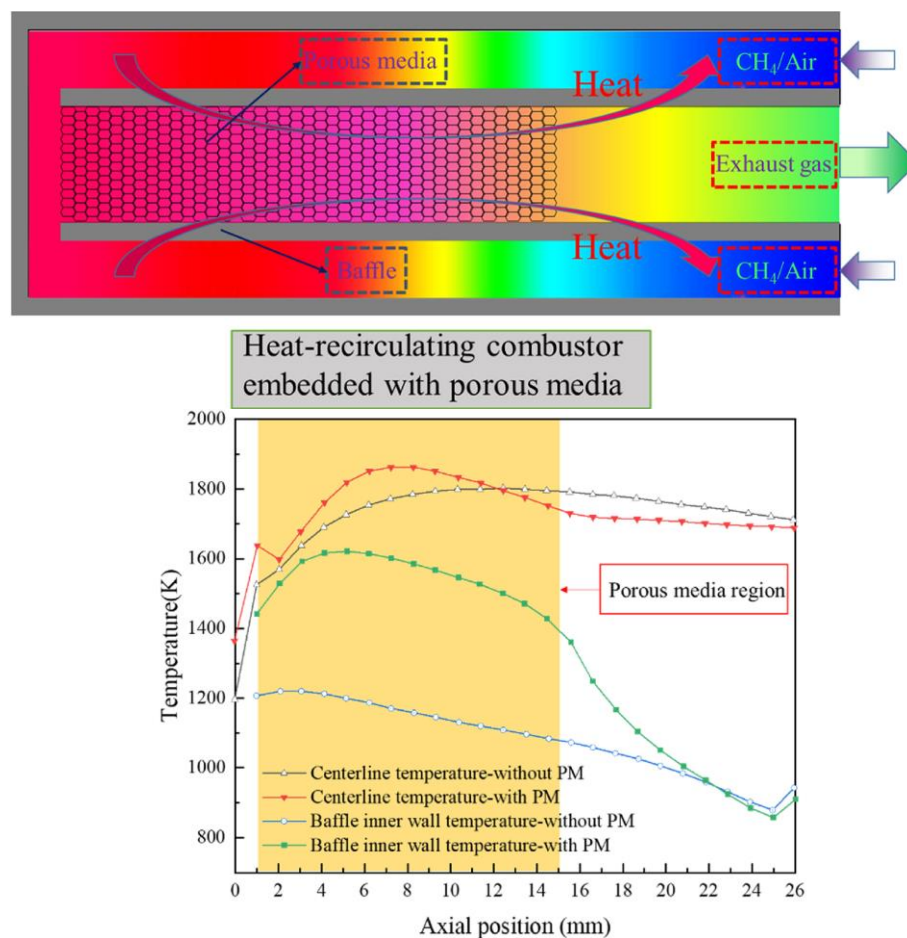 Porous media
Heat
CH₄/Air
Exhaust gas
Baffle
Heat
CH₄/Air
Heat-recirculating combustor
embedded with porous media
2000
1800
1600
1400
1200
1000
800
Temperature(K)
Porous media region
Centerline temperature-without PM
Centerline temperature-with PM
Baffle inner wall temperature-without PM
Baffle inner wall temperature-with PM
0 2 4 6 8 10 12 14 16 18 20 22 24 26
Axial position (mm)